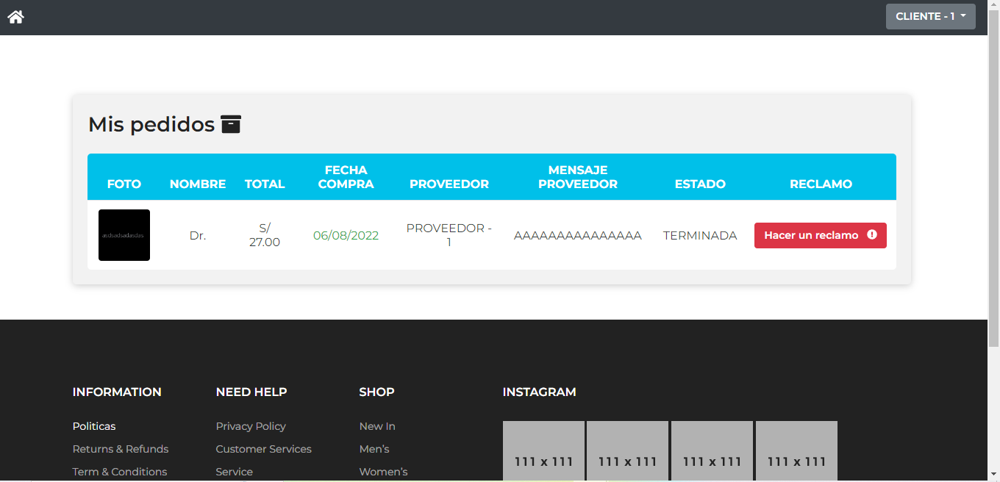 CLIENTE - 1
Mis pedidos
FOTO NOMBRE TOTAL FECHA COMPRA PROVEEDOR MENSAJE PROVEEDOR ESTADO RECLAMO
asdsadsadasdas Dr. S/ 27.00 06/08/2022 PROVEEDOR - 1 AAAAAAAAAAAAAAA TERMINADA Hacer un reclamo
INFORMATION NEED HELP SHOP INSTAGRAM
Politicas Privacy Policy New In
Returns & Refunds Customer Services Men's
Term & Conditions Service Women's
111 x 111 111 x 111 111 x 111 111 x 111